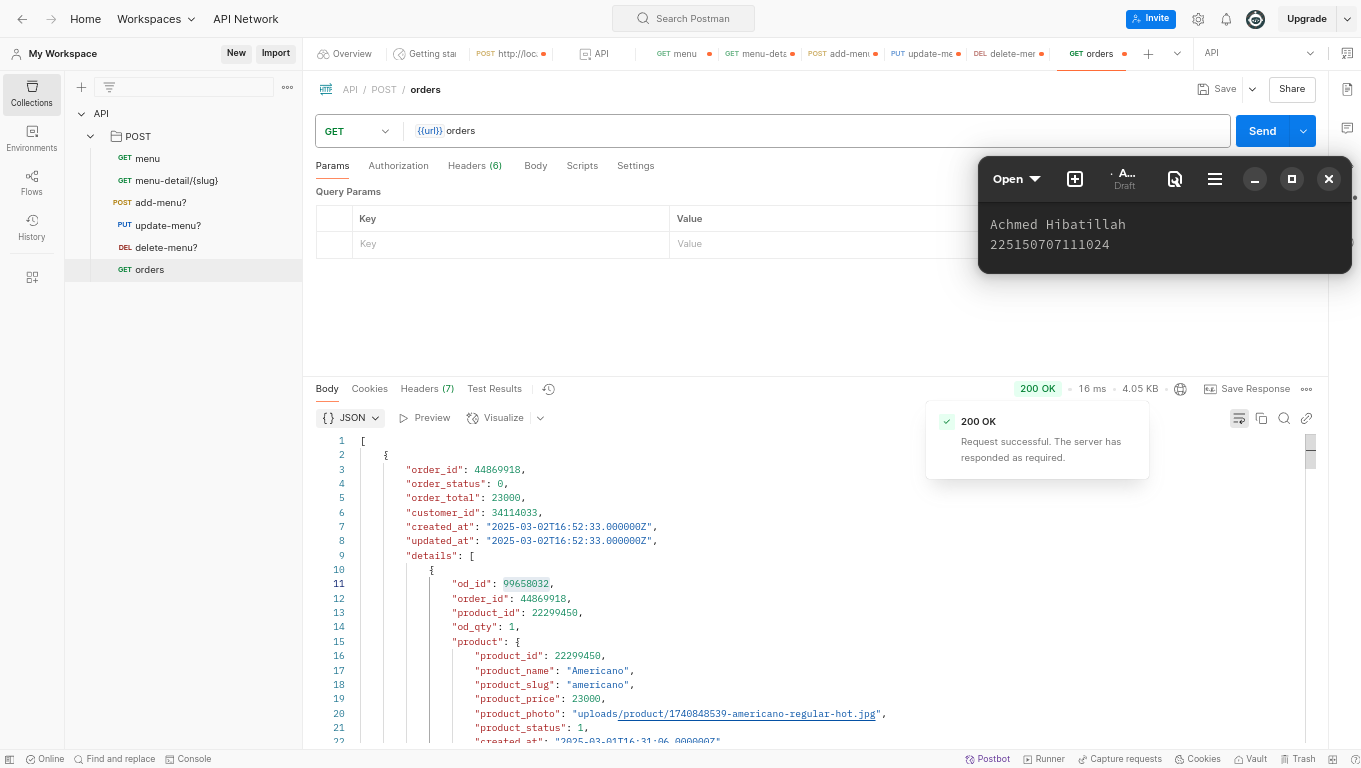 Home Workspaces API Network Search Postman Invite Upgrade
My Workspace New Import Overview Getting star POST http://loc. API GET menu GET menu-deta POST add-menu PUT update-me DEL delete-mer GET orders API
Collections
Environments
Flows
History
API
POST
GET menu
GET menu-detail/{slug}
POST add-menu?
PUT update-menu?
DEL delete-menu?
GET orders
API / POST / orders Save Share
GET {{url}} orders Send
Params Authorization Headers (6) Body Scripts Settings
Query Params
Key Value
Key Value
Open · A... Draft
Achmed Hibatillah
225150707111024
Body Cookies Headers (7) Test Results 200 OK 16 ms 4.05 KB Save Response
{ } JSON Preview Visualize
200 OK
Request successful. The server has
responded as required.
1 [
2 {
3 "order_id": 44869918,
4 "order_status": 0,
5 "order_total": 23000,
6 "customer_id": 34114033,
7 "created_at": "2025-03-02T16:52:33.000000Z",
8 "updated_at": "2025-03-02T16:52:33.000000Z",
9 "details": [
10 {
11 "od_id": 99658032,
12 "order_id": 44869918,
13 "product_id": 22299450,
14 "od_qty": 1,
15 "product": {
16 "product_id": 22299450,
17 "product_name": "Americano",
18 "product_slug": "americano",
19 "product_price": 23000,
20 "product_photo": "uploads/product/1740848539-americano-regular-hot.jpg",
21 "product_status": 1,
22 "created_at": "2025-03-01T16:31:06.000000Z"
Online Find and replace Console Postbot Runner Capture requests Cookies Vault Trash